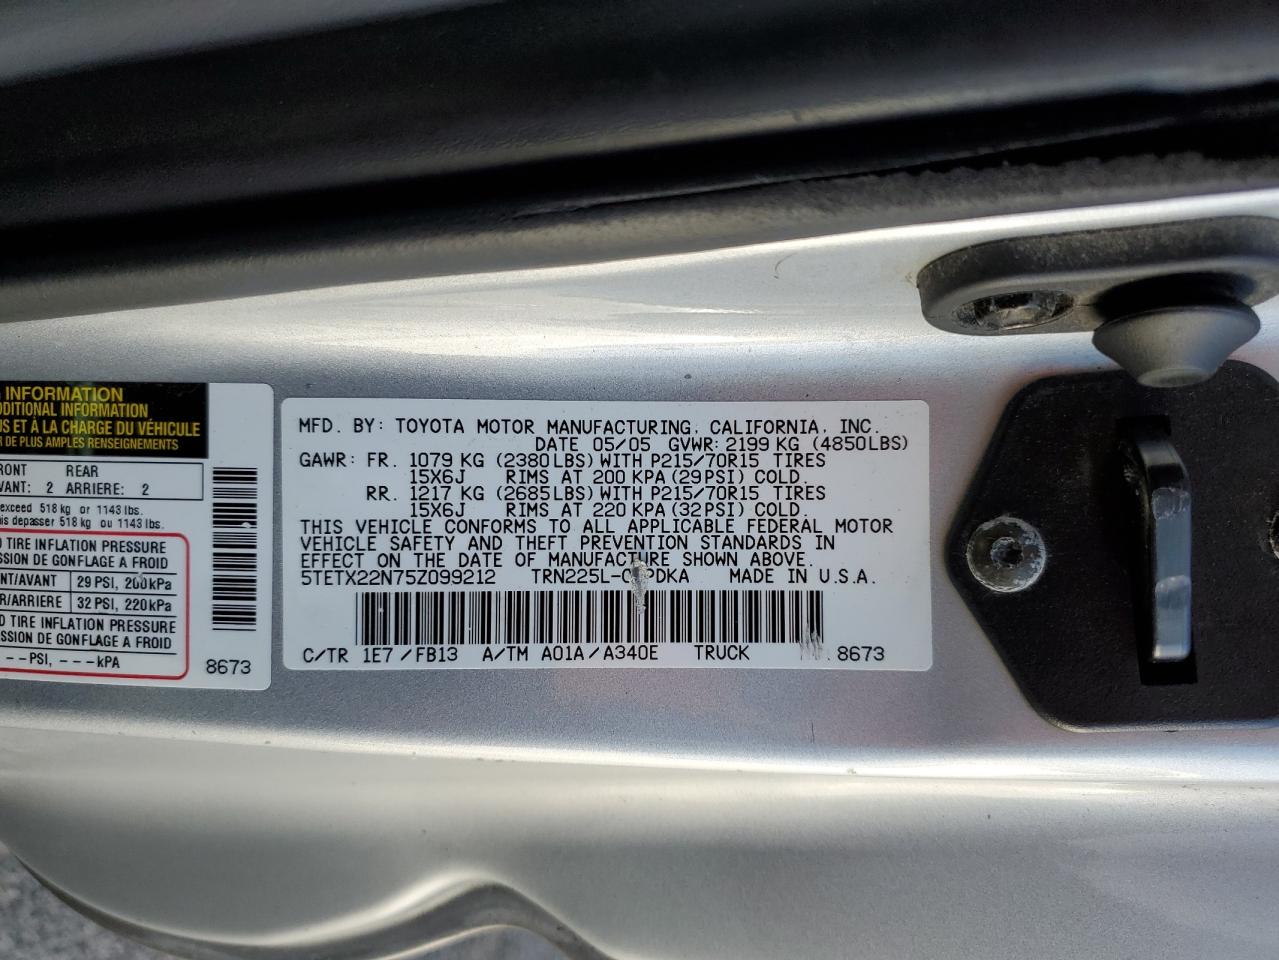 INFORMATION
DDITIONAL INFORMATION
US ET À LA CHARGE DU VÉHICULE
R DE PLUS AMPLES RENSEIGNEMENTS
RONT REAR
VANT: 2 ARRIERE: 2
exceed 518 kg or 1143 lbs.
is depasser 518 kg ou 1143 lbs.
D TIRE INFLATION PRESSURE
SSION DE GONFLAGE A FROID
NT/AVANT 29 PSI, 200kPa
R/ARRIERE 32 PSI, 220kPa
D TIRE INFLATION PRESSURE
SSION DE GONFLAGE A FROID
--PSI, ---kPA
8673
MFD. BY: TOYOTA MOTOR MANUFACTURING, CALIFORNIA, INC.
DATE 05/05 GVWR: 2199 KG (4850LBS)
GAWR: FR. 1079 KG (2380LBS) WITH P215/70R15 TIRES
15X6J RIMS AT 200 KPA (29PSI) COLD.
RR. 1217 KG (2685LBS) WITH P215/70R15 TIRES
15X6J RIMS AT 220 KPA (32PSI) COLD.
THIS VEHICLE CONFORMS TO ALL APPLICABLE FEDERAL MOTOR
VEHICLE SAFETY AND THEFT PREVENTION STANDARDS IN
EFFECT ON THE DATE OF MANUFACTURE SHOWN ABOVE.
5TETX22N75Z099212 MADE IN U.S.A.
C/TR 1E7 /FB13 A/TM A01A/A340E TRUCK 8673